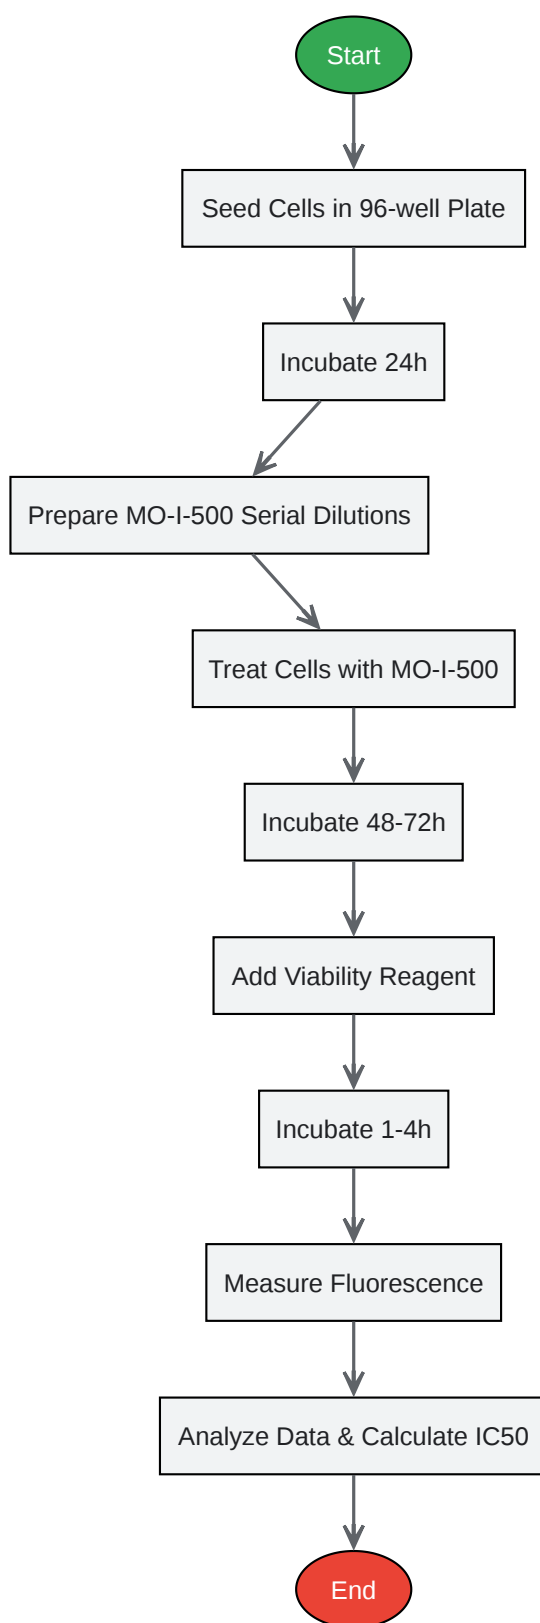 Start
Seed Cells in 96-well Plate
Incubate 24h
Prepare MO-I-500 Serial Dilutions
Treat Cells with MO-I-500
Incubate 48-72h
Add Viability Reagent
Incubate 1-4h
Measure Fluorescence
Analyze Data & Calculate IC50
End